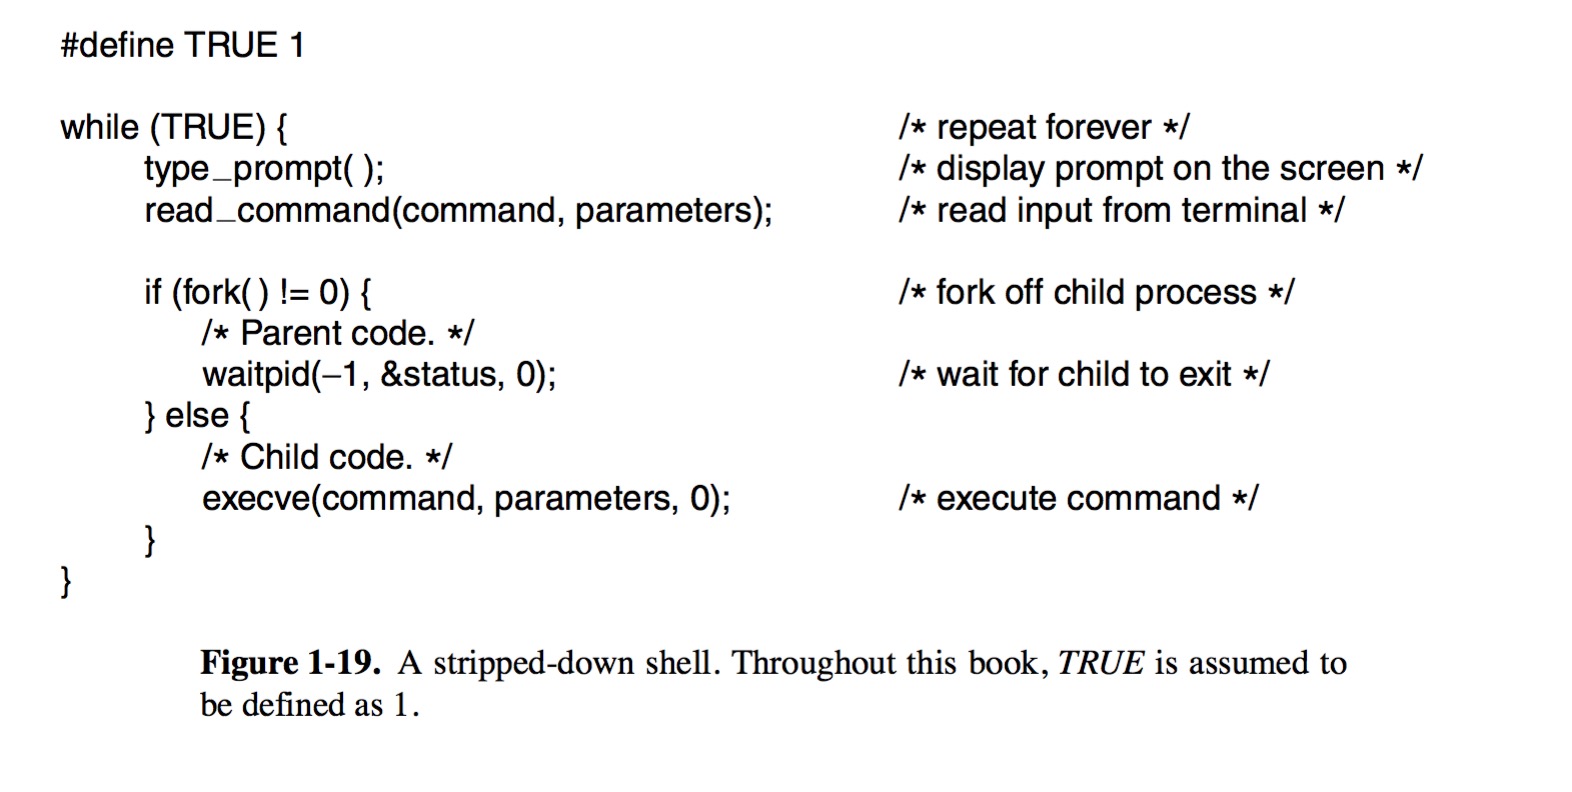 #define TRUE 1
while (TRUE) { /* repeat forever */
type_prompt( ); /* display prompt on the screen */
read_command(command, parameters); /* read input from terminal */
if (fork( ) != 0) { /* fork off child process */
/* Parent code. */
waitpid(–1, &status, 0); /* wait for child to exit */
} else {
/* Child code. */
execve(command, parameters, 0); /* execute command */
}
}
Figure 1-19. A stripped-down shell. Throughout this book, TRUE is assumed to
be defined as 1.